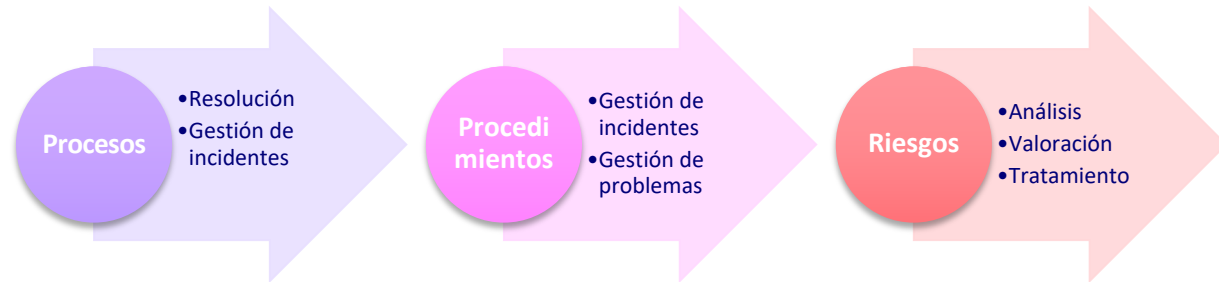 Procesos
•Resolución
•Gestión de
incidentes
Procedi
mientos
•Gestión de
incidentes
•Gestión de
problemas
Riesgos
•Análisis
•Valoración
•Tratamiento